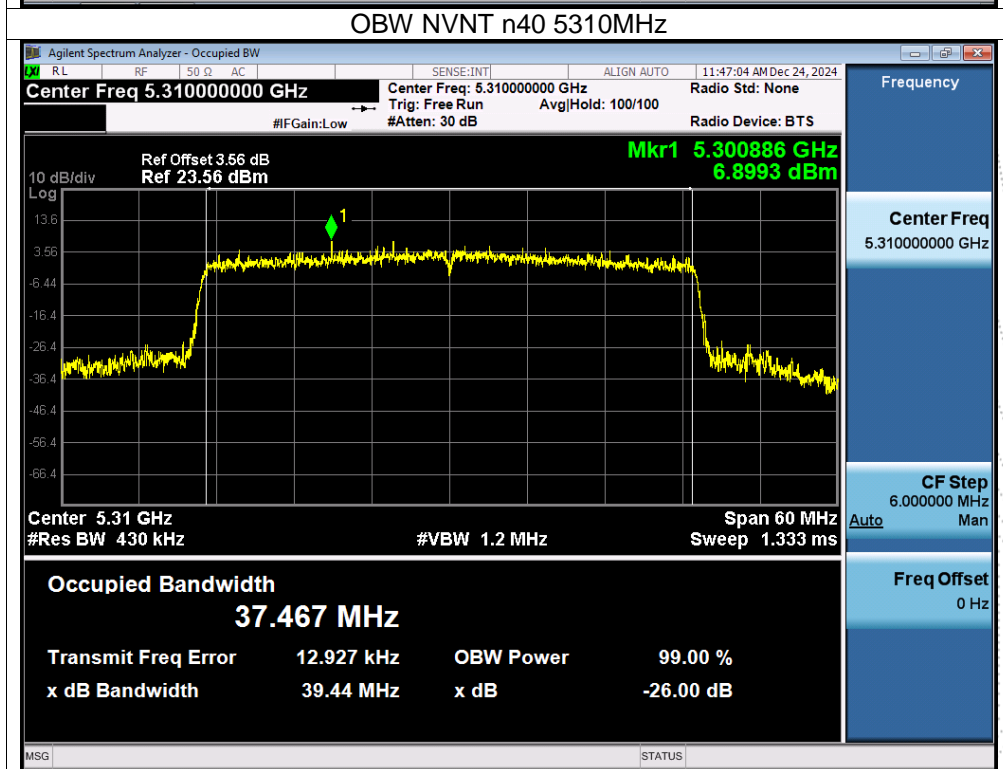 OBW NVNT n40 5310MHz
Agilent Spectrum Analyzer - Occupied BW
LXI RL RF 50 Ω AC SENSE:INT ALIGN AUTO 11:47:04 AM Dec 24, 2024
Center Freq 5.310000000 GHz
Center Freq: 5.310000000 GHz
Radio Std: None
Trig: Free Run Avg|Hold: 100/100
#IFGain:Low #Atten: 30 dB Radio Device: BTS
Frequency
Mkr1 5.300886 GHz
6.8993 dBm
Ref Offset 3.56 dB
10 dB/div Ref 23.56 dBm
Log
13.6
3.56
-6.44
-16.4
-26.4
-36.4
-46.4
-56.4
-66.4
1
Center 5.31 GHz Span 60 MHz
#Res BW 430 kHz #VBW 1.2 MHz Sweep 1.333 ms
Center Freq
5.310000000 GHz
CF Step
6.000000 MHz
Auto Man
Freq Offset
0 Hz
Occupied Bandwidth
37.467 MHz
Transmit Freq Error 12.927 kHz OBW Power 99.00 %
x dB Bandwidth 39.44 MHz x dB -26.00 dB
MSG STATUS